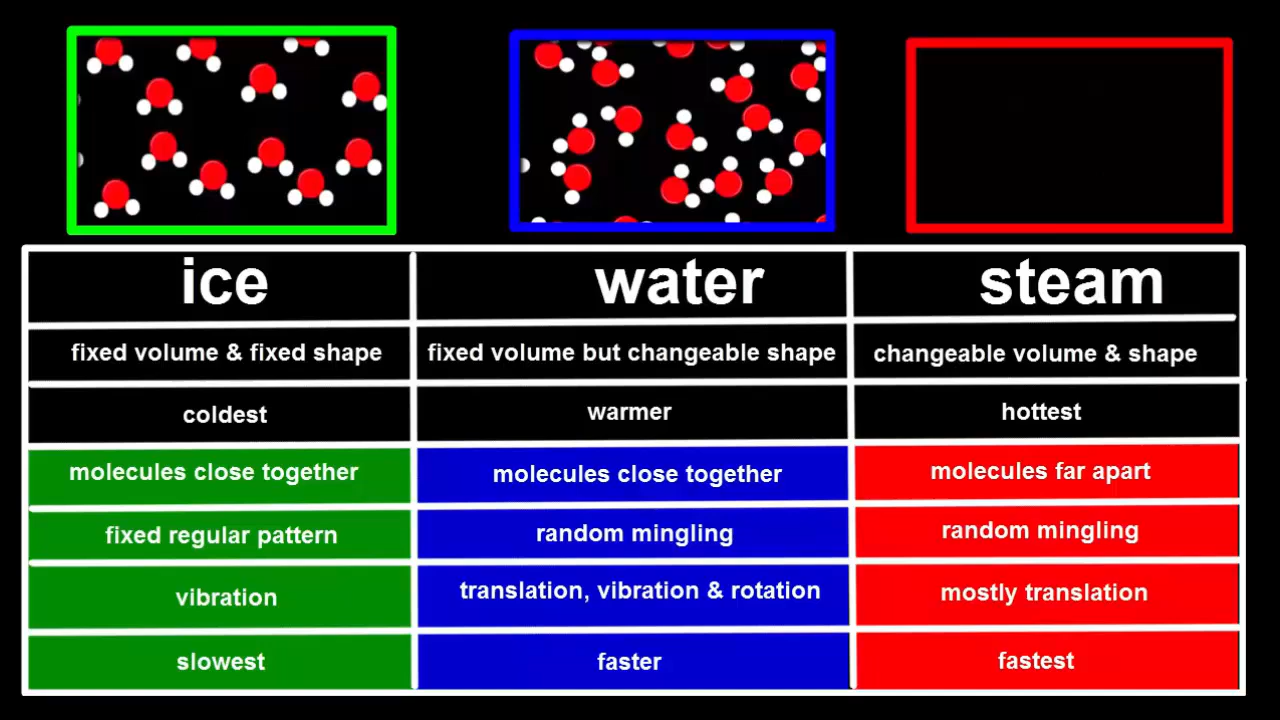 ice
water
steam
fixed volume & fixed shape
fixed volume but changeable shape
changeable volume & shape
coldest
warmer
hottest
molecules close together
molecules close together
molecules far apart
fixed regular pattern
random mingling
random mingling
vibration
translation, vibration & rotation
mostly translation
slowest
faster
fastest